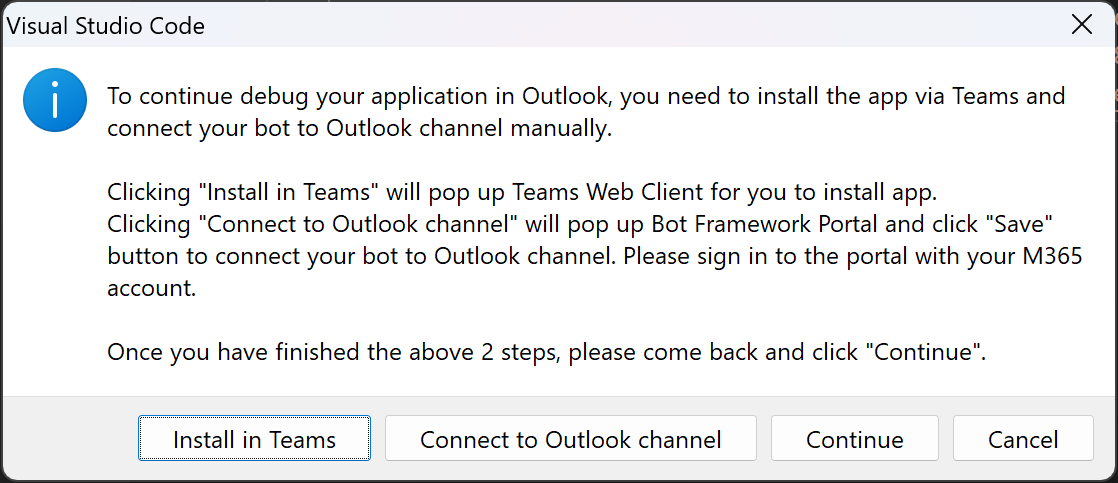 Visual Studio Code
To continue debug your application in Outlook, you need to install the app via Teams and
connect your bot to Outlook channel manually.
Clicking "Install in Teams" will pop up Teams Web Client for you to install app.
Clicking "Connect to Outlook channel" will pop up Bot Framework Portal and click "Save"
button to connect your bot to Outlook channel. Please sign in to the portal with your M365
account.
Once you have finished the above 2 steps, please come back and click "Continue".
Install in Teams
Connect to Outlook channel
Continue
Cancel